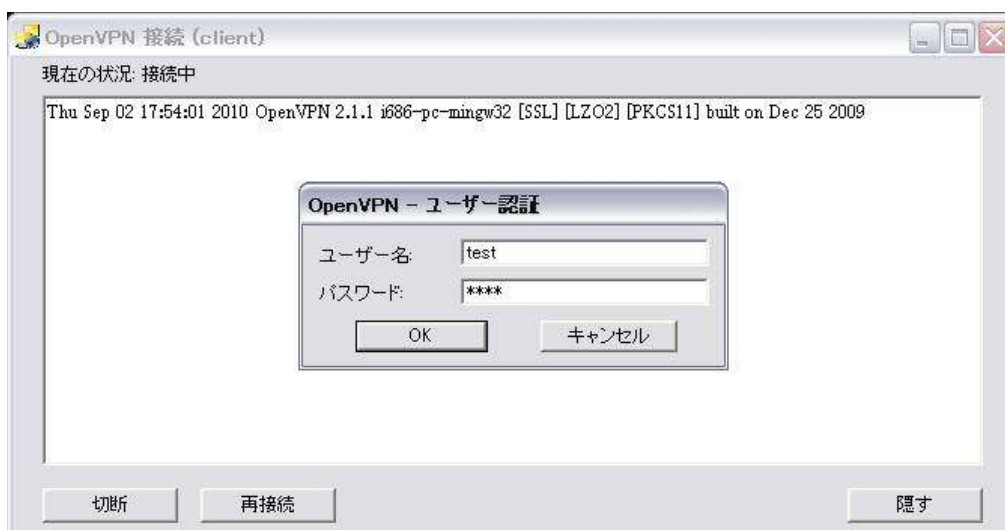 OpenVPN 接続 (client)
現在の状況: 接続中
Thu Sep 02 17:54:01 2010 OpenVPN 2.1.1 i686-pc-mingw32 [SSL] [LZO2] [PKCS11] built on Dec 25 2009
OpenVPN - ユーザー認証
ユーザー名: test
パスワード: ****
OK キャンセル
切断 再接続 隠す